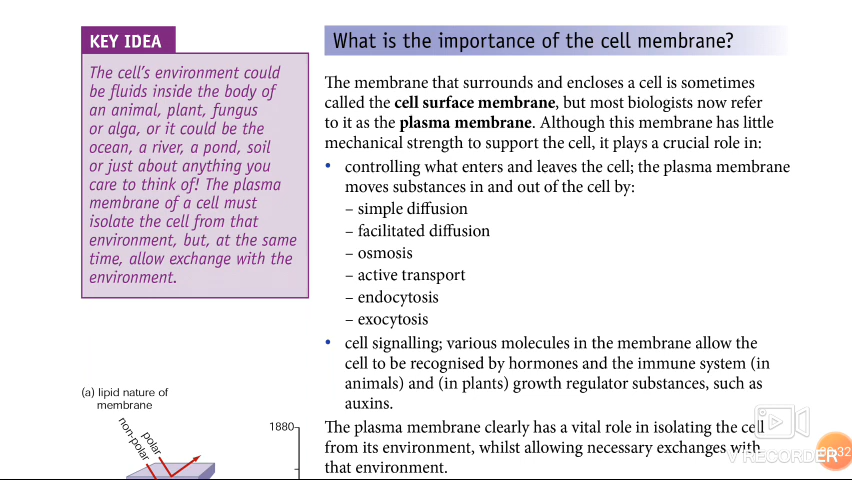 KEY IDEA
The cell's environment could
be fluids inside the body of
an animal, plant, fungus
or alga, or it could be the
ocean, a river, a pond, soil
or just about anything you
care to think of! The plasma
membrane of a cell must
isolate the cell from that
environment, but, at the same
time, allow exchange with the
environment.
What is the importance of the cell membrane?
The membrane that surrounds and encloses a cell is sometimes
called the cell surface membrane, but most biologists now refer
to it as the plasma membrane. Although this membrane has little
mechanical strength to support the cell, it plays a crucial role in:
• controlling what enters and leaves the cell; the plasma membrane
moves substances in and out of the cell by:
– simple diffusion
– facilitated diffusion
– osmosis
– active transport
– endocytosis
– exocytosis
• cell signalling; various molecules in the membrane allow the
cell to be recognised by hormones and the immune system (in
animals) and (in plants) growth regulator substances, such as
auxins.
The plasma membrane clearly has a vital role in isolating the cell
from its environment, whilst allowing necessary exchanges with
that environment.
(a) lipid nature of
membrane
non-polar
polar
1880
V RECORDER
:32